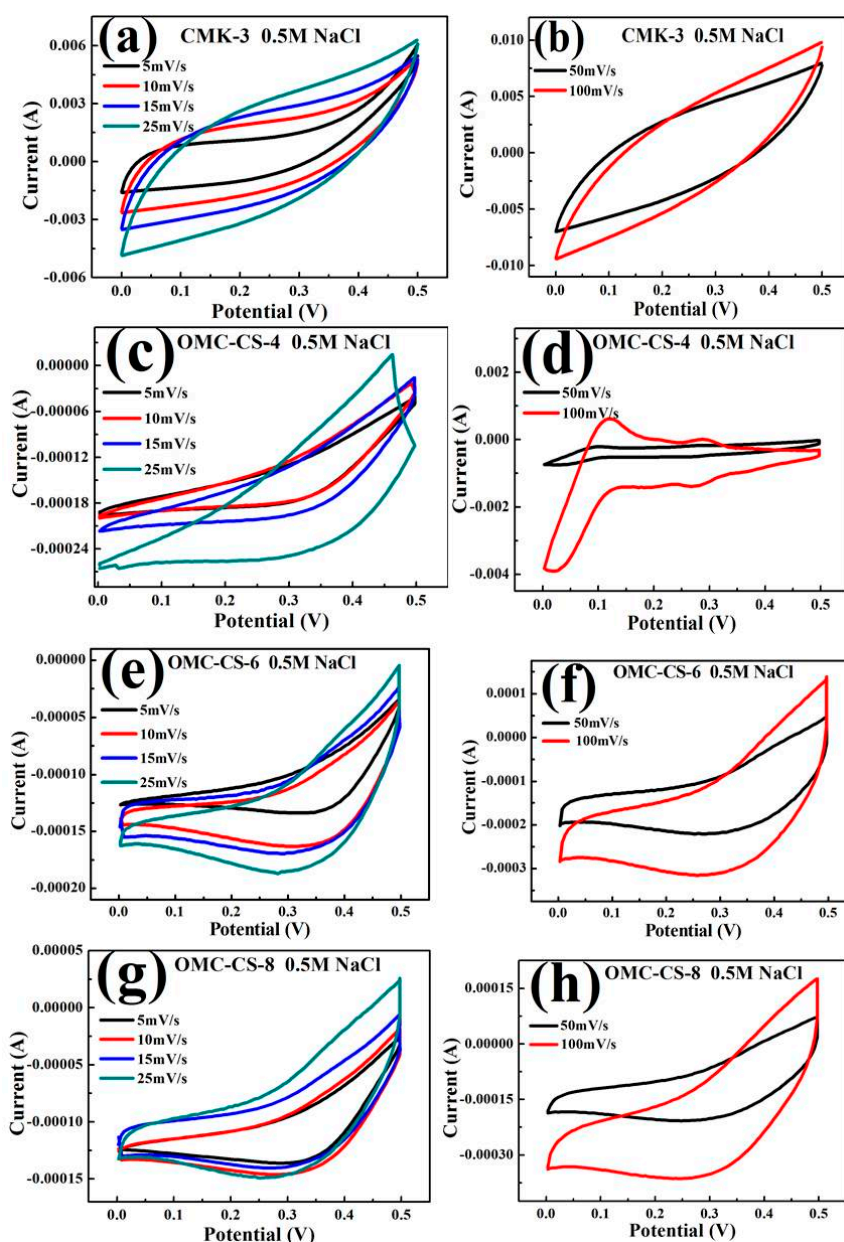 (a)
CMK-3 0.5M NaCl
5mV/s
10mV/s
15mV/s
25mV/s
0.006
0.003
0.000
-0.003
-0.006
Current (A)
0.0 0.1 0.2 0.3 0.4 0.5
Potential (V)
(b)
CMK-3 0.5M NaCl
50mV/s
100mV/s
0.010
0.005
0.000
-0.005
-0.010
Current (A)
0.0 0.1 0.2 0.3 0.4 0.5
Potential (V)
(c)
OMC-CS-4 0.5M NaCl
5mV/s
10mV/s
15mV/s
25mV/s
0.00000
-0.00006
-0.00012
-0.00018
-0.00024
Current (A)
0.0 0.1 0.2 0.3 0.4 0.5
Potential (V)
(d)
OMC-CS-4 0.5M NaCl
50mV/s
100mV/s
0.002
0.000
-0.002
-0.004
Current (A)
0.0 0.1 0.2 0.3 0.4 0.5
Potential (V)
(e)
OMC-CS-6 0.5M NaCl
5mV/s
10mV/s
15mV/s
25mV/s
0.00000
-0.00005
-0.00010
-0.00015
-0.00020
Current (A)
0.0 0.1 0.2 0.3 0.4 0.5
Potential (V)
(f)
OMC-CS-6 0.5M NaCl
50mV/s
100mV/s
0.0001
0.0000
-0.0001
-0.0002
-0.0003
Current (A)
0.0 0.1 0.2 0.3 0.4 0.5
Potential (V)
(g)
OMC-CS-8 0.5M NaCl
5mV/s
10mV/s
15mV/s
25mV/s
0.00005
0.00000
-0.00005
-0.00010
-0.00015
Current (A)
0.0 0.1 0.2 0.3 0.4 0.5
Potential (V)
(h)
OMC-CS-8 0.5M NaCl
50mV/s
100mV/s
0.00015
0.00000
-0.00015
-0.00030
Current (A)
0.0 0.1 0.2 0.3 0.4 0.5
Potential (V)